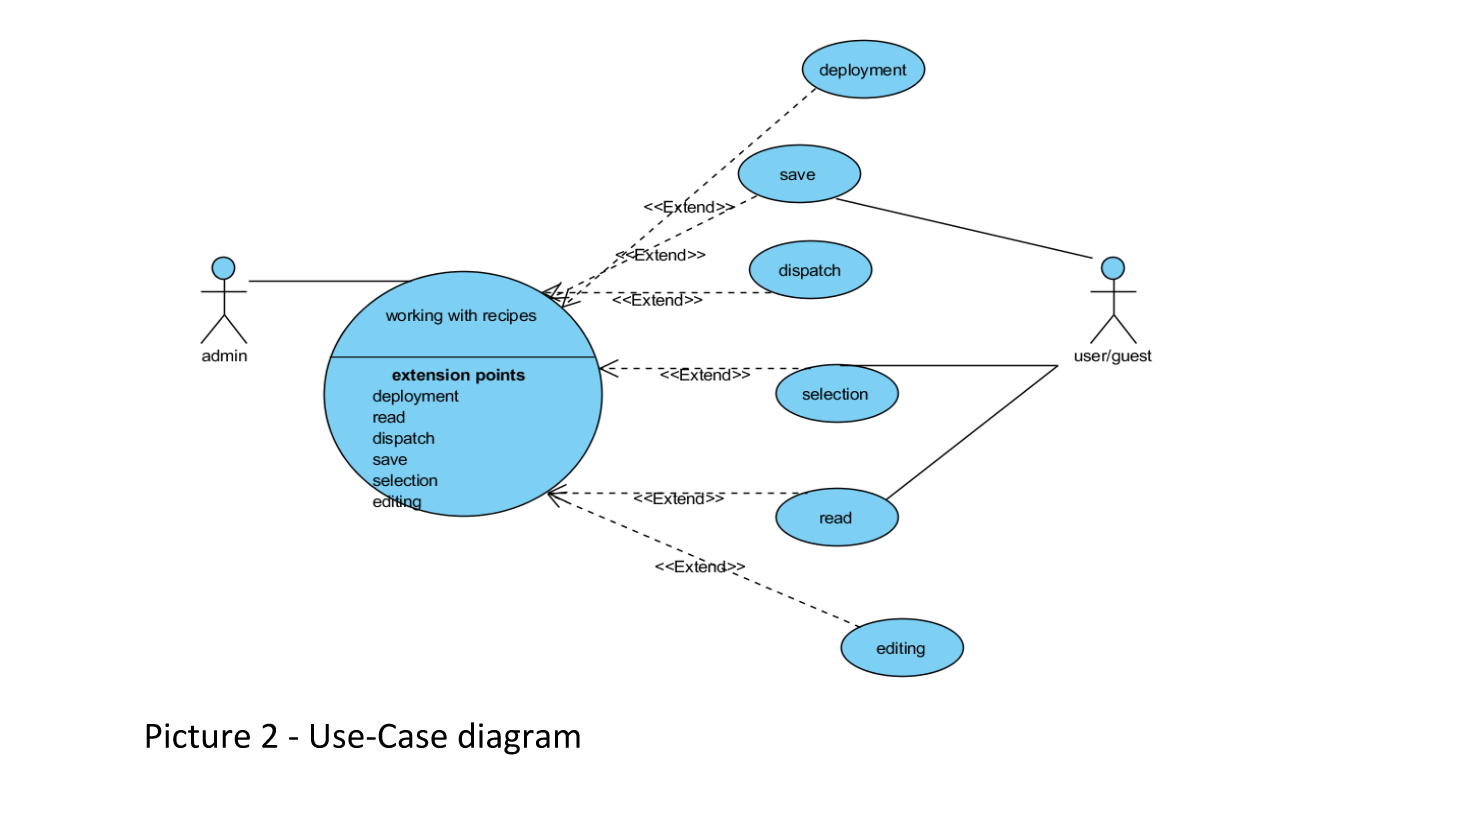 deployment
save
<<Extend>>
<<Extend>>
dispatch
<<Extend>>
admin
working with recipes
user/guest
extension points
deployment
read
dispatch
save
selection
editing
<<Extend>>
selection
<<Extend>>
read
<<Extend>>
editing
Picture 2 - Use-Case diagram